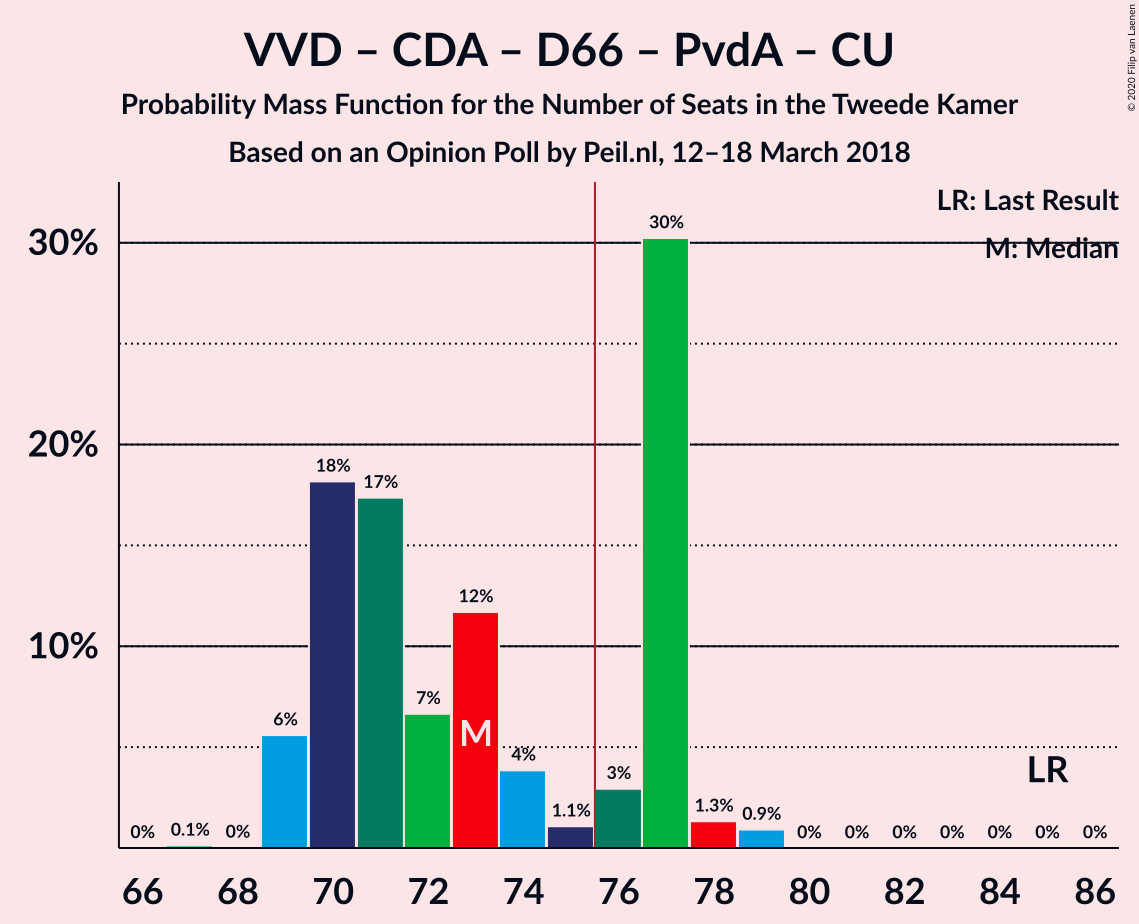 VVD – CDA – D66 – PvdA – CU
Probability Mass Function for the Number of Seats in the Tweede Kamer
Based on an Opinion Poll by Peil.nl, 12–18 March 2018
© 2020 Filip van Laenen
LR: Last Result
M: Median
30%
20%
10%
0% 0.1% 0% 6% 18% 17% 7% 12% 4% 1.1% 3% 30% 1.3% 0.9% 0% 0% 0% 0% 0% 0% 0%
M
LR
66 68 70 72 74 76 78 80 82 84 86